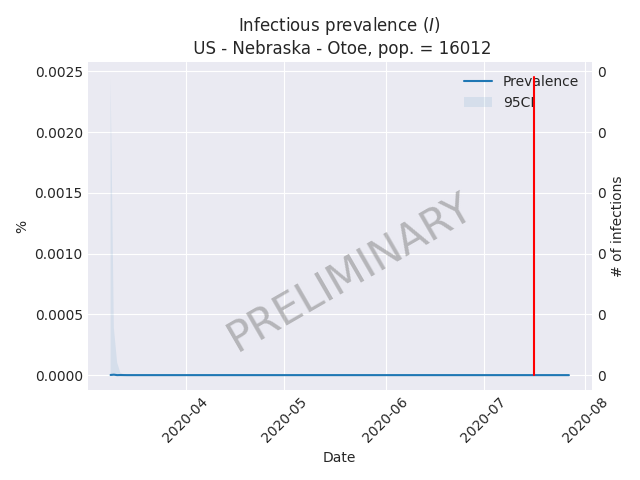 Infectious prevalence (I)
US - Nebraska - Otoe, pop. = 16012
0.0025
0.0020
0.0015
0.0010
0.0005
0.0000
%
Prevalence
95CI
0
0
0
0
0
0
# of infections
PRELIMINARY
2020-04
2020-05
2020-06
2020-07
2020-08
Date